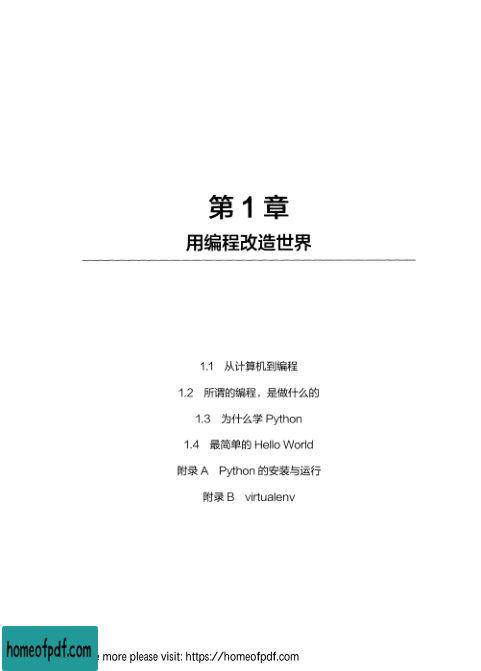 第 1 章
用编程改造世界
1.1 从计算机到编程
1.2 所谓的编程，是做什么的
1.3 为什么学 Python
1.4 最简单的 Hello World
附录 A Python 的安装与运行
附录 B virtualenv
homeofpdf.com
more please visit: https://homeofpdf.com